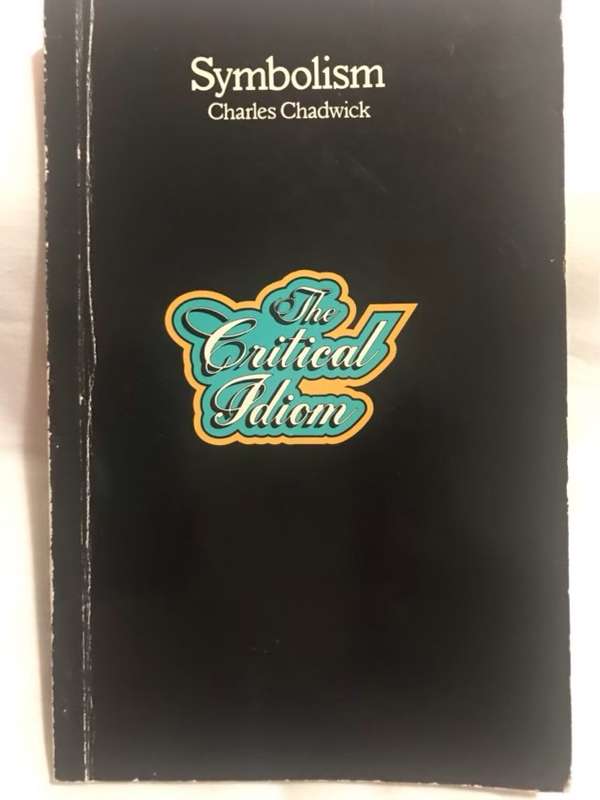 Symbolism
Charles Chadwick
The
Critical
Idiom